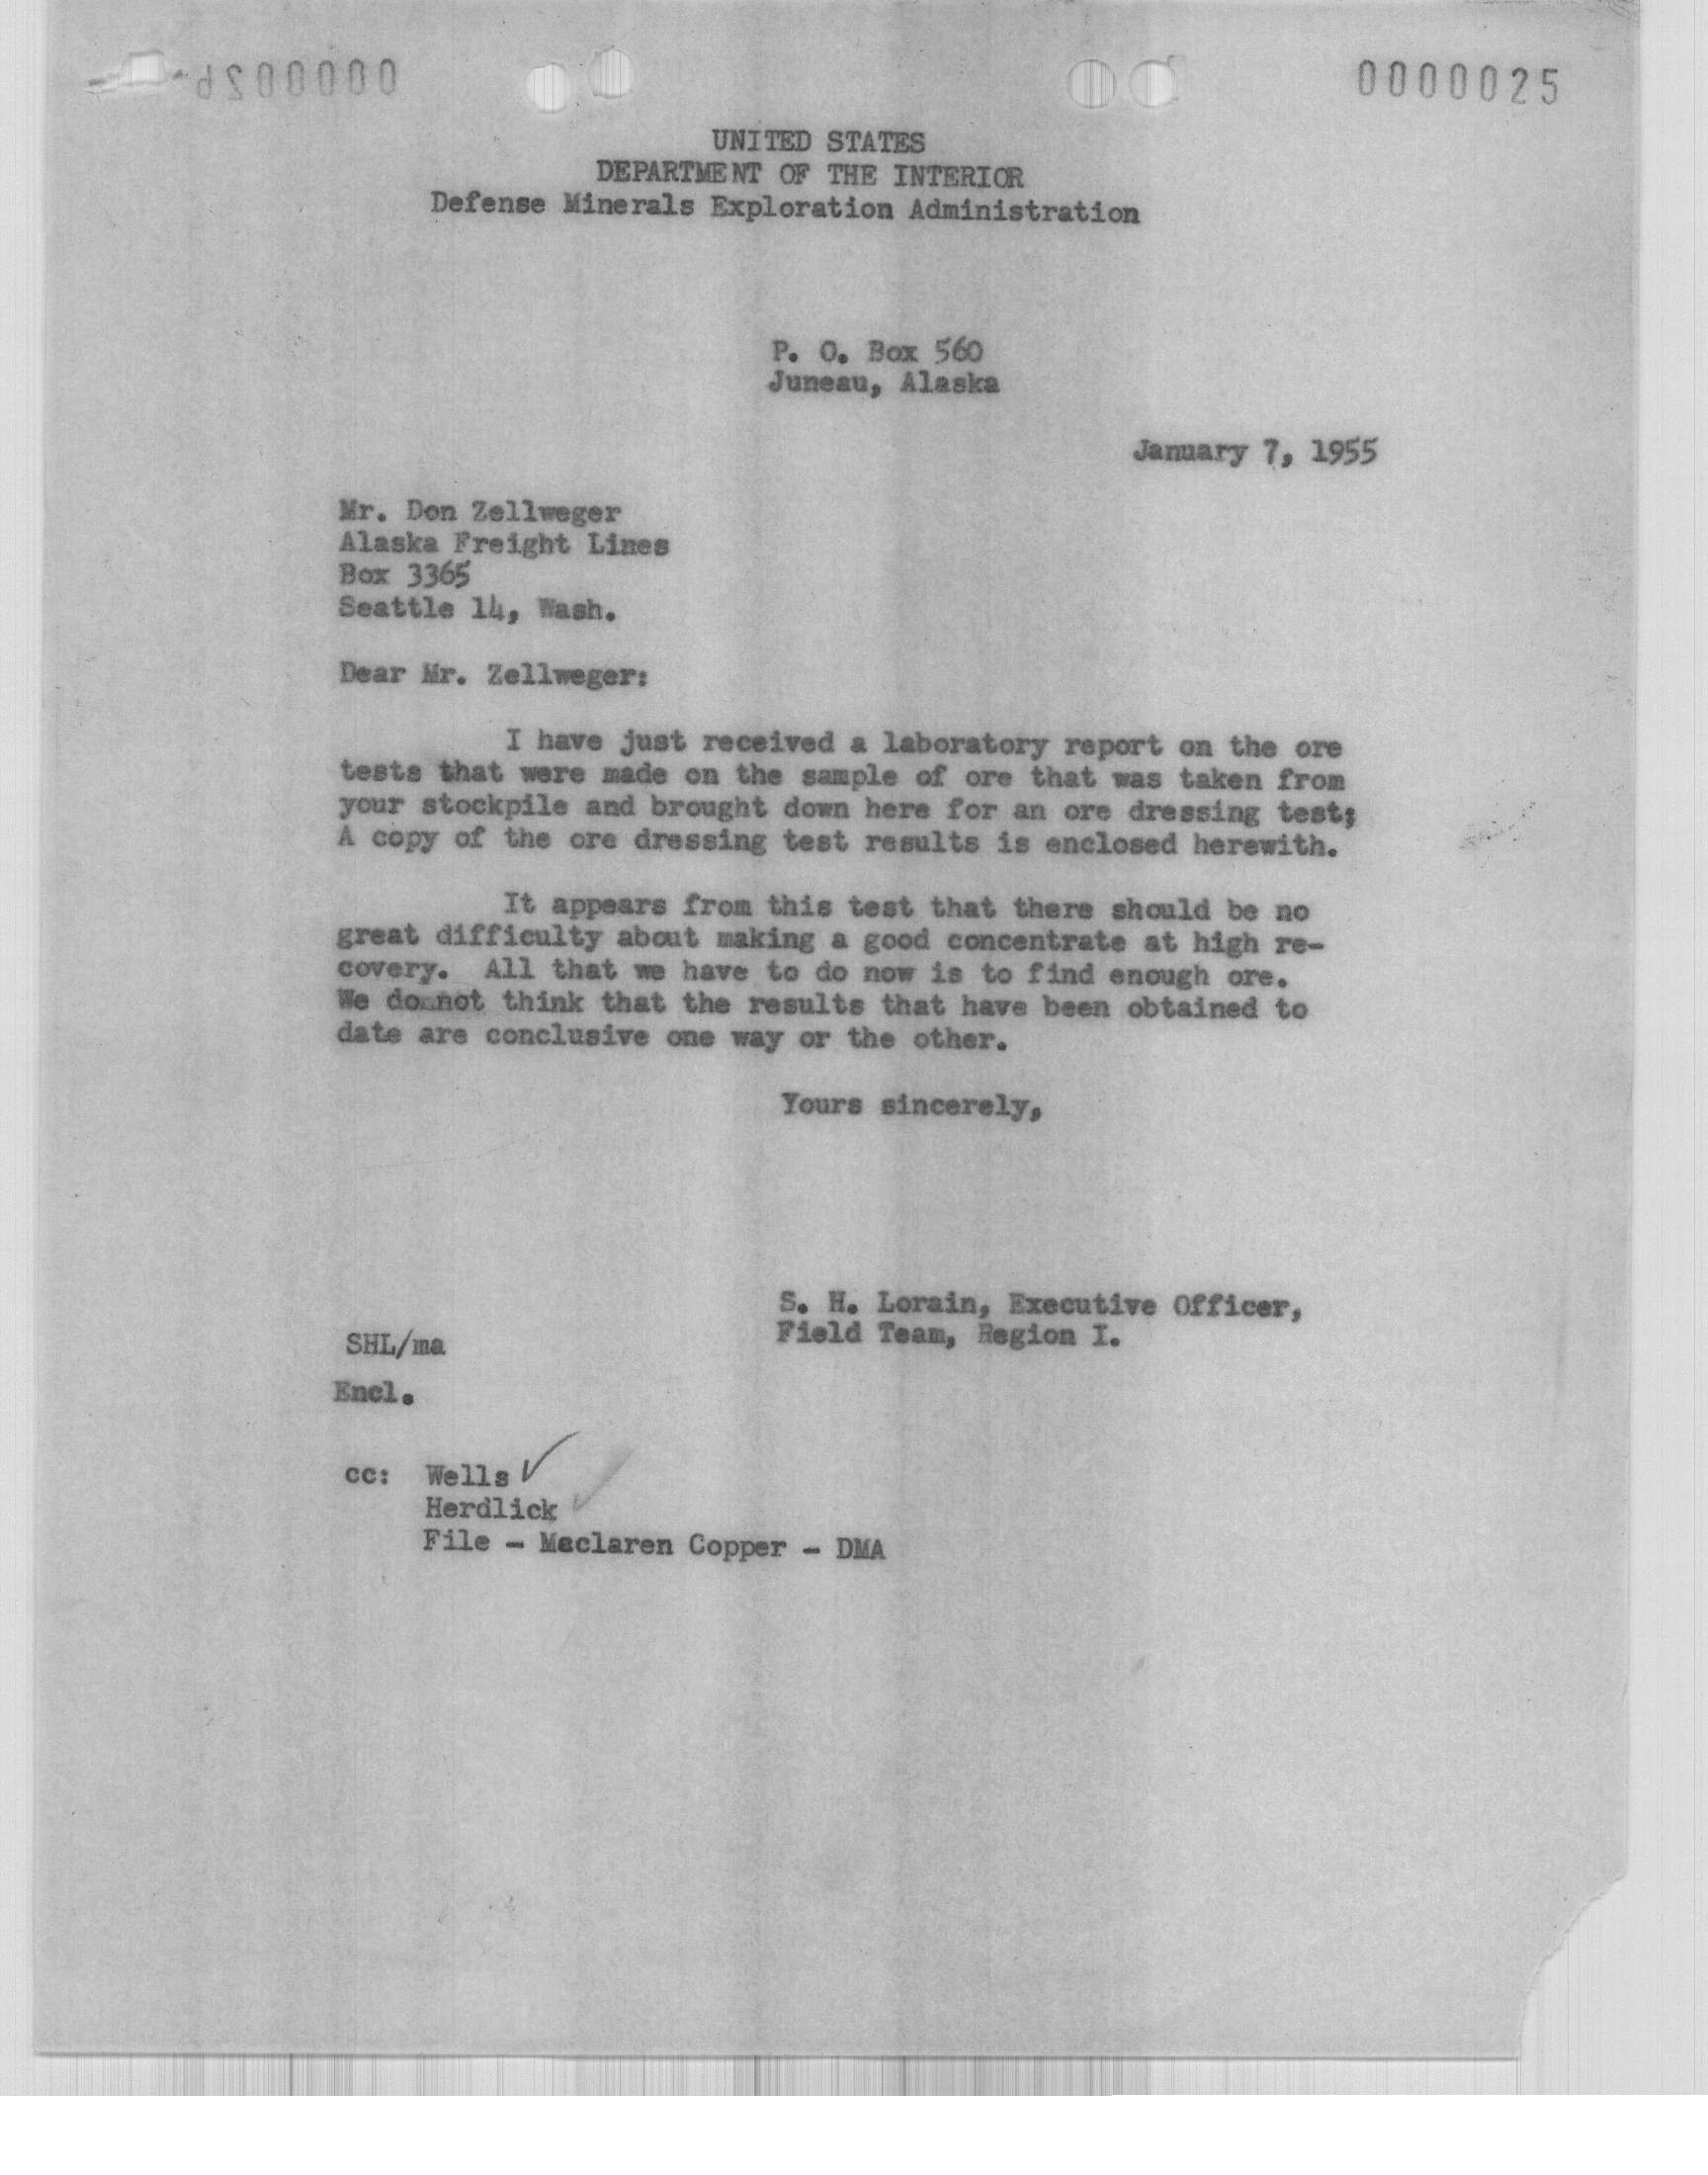 0000025
UNITED STATES
DEPARTMENT OF THE INTERIOR
Defense Minerals Exploration Administration
P. O. Box 560
Juneau, Alaska
January 7, 1955
Mr. Don Zellweger
Alaska Freight Lines
Box 3365
Seattle 14, Wash.
Dear Mr. Zellweger:
I have just received a laboratory report on the ore
tests that were made on the sample of ore that was taken from
your stockpile and brought down here for an ore dressing test;
A copy of the ore dressing test results is enclosed herewith.
It appears from this test that there should be no
great difficulty about making a good concentrate at high re-
covery. All that we have to do now is to find enough ore.
We do not think that the results that have been obtained to
date are conclusive one way or the other.
Yours sincerely,
S. H. Lorain, Executive Officer,
Field Team, Region I.
SHL/ma
Encl.
cc: Wells ✓
Herdlick ✓
File - Maclaren Copper - DMA